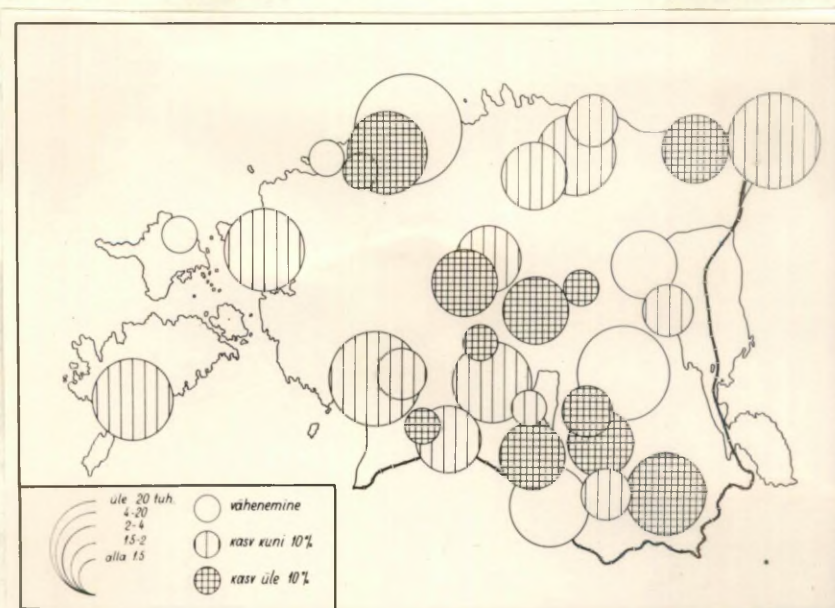 üle 20 tuh.
4-20
2-4
1.5-2
alla 1.5
vähenemine
kasv kuni 10%
kasv üle 10%